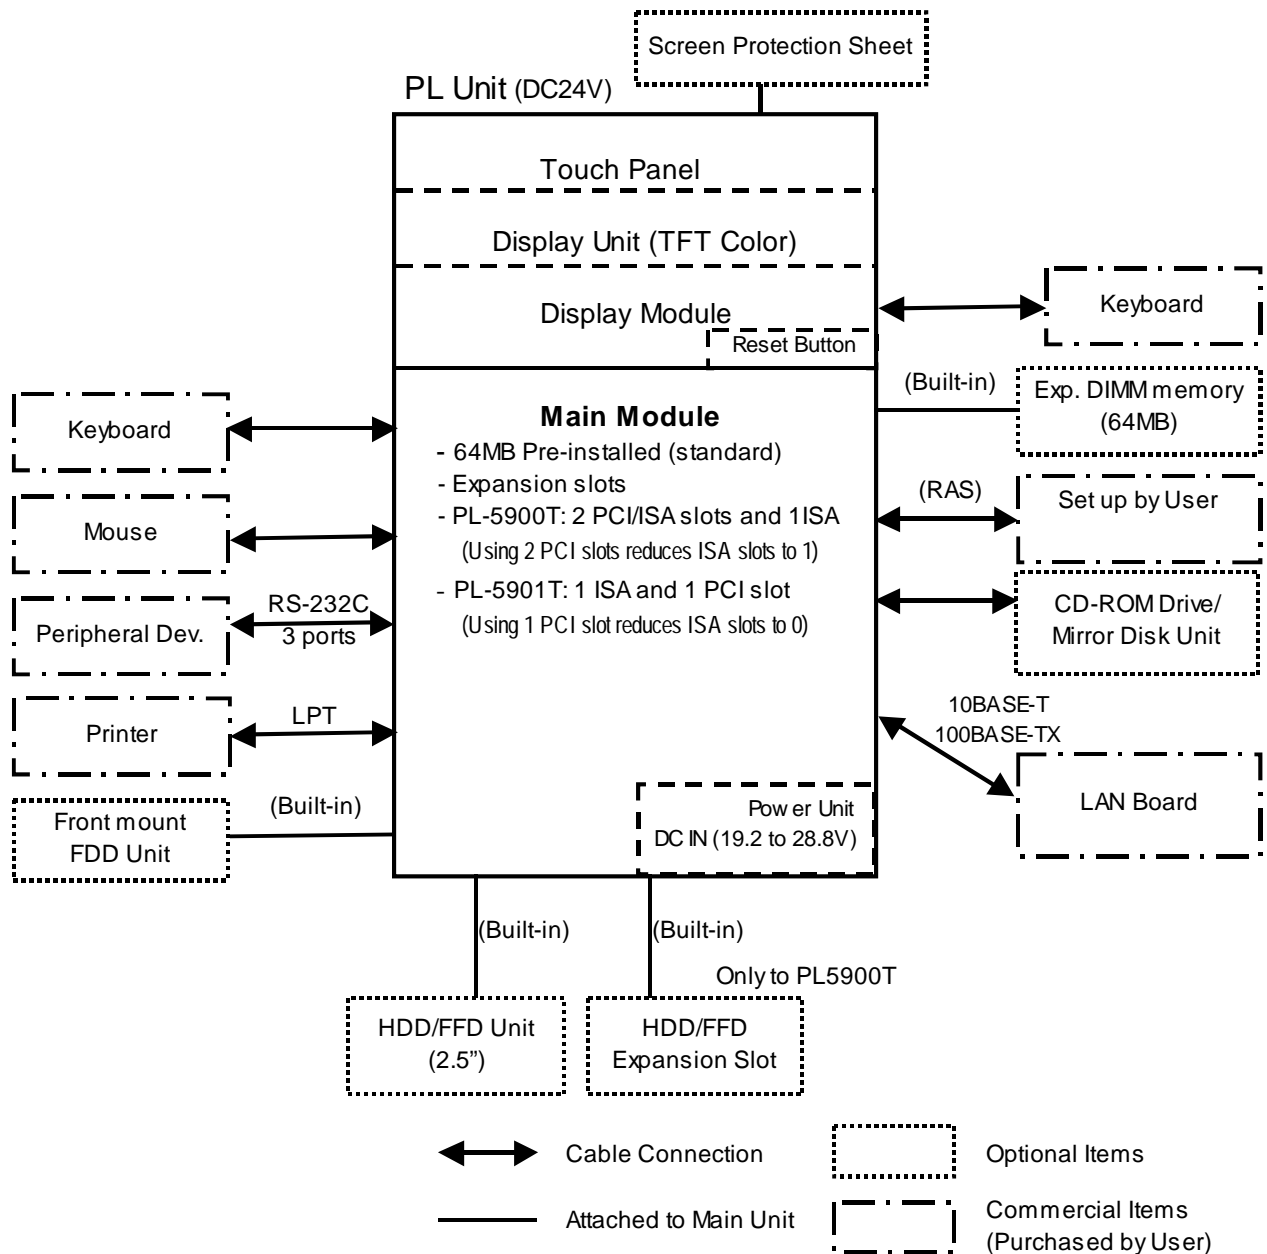 Screen Protection Sheet
PL Unit (DC24V)
Touch Panel
Display Unit (TFT Color)
Display Module
Reset Button
Keyboard
(Built-in)
Exp. DIMM memory
(64MB)
Main Module
- 64MB Pre-installed (standard)
- Expansion slots
- PL-5900T: 2 PCI/ISA slots and 1ISA
(Using 2 PCI slots reduces ISA slots to 1)
- PL-5901T: 1 ISA and 1 PCI slot
(Using 1 PCI slot reduces ISA slots to 0)
Keyboard
Mouse
RS-232C
3 ports
Peripheral Dev.
LPT
Printer
(Built-in)
Front mount
FDD Unit
(RAS)
Set up by User
CD-ROM Drive/
Mirror Disk Unit
10BASE-T
100BASE-TX
LAN Board
Power Unit
DC IN (19.2 to 28.8V)
(Built-in)
(Built-in)
Only to PL5900T
HDD/FFD Unit
(2.5”)
HDD/FFD
Expansion Slot
Cable Connection
Optional Items
Attached to Main Unit
Commercial Items
(Purchased by User)